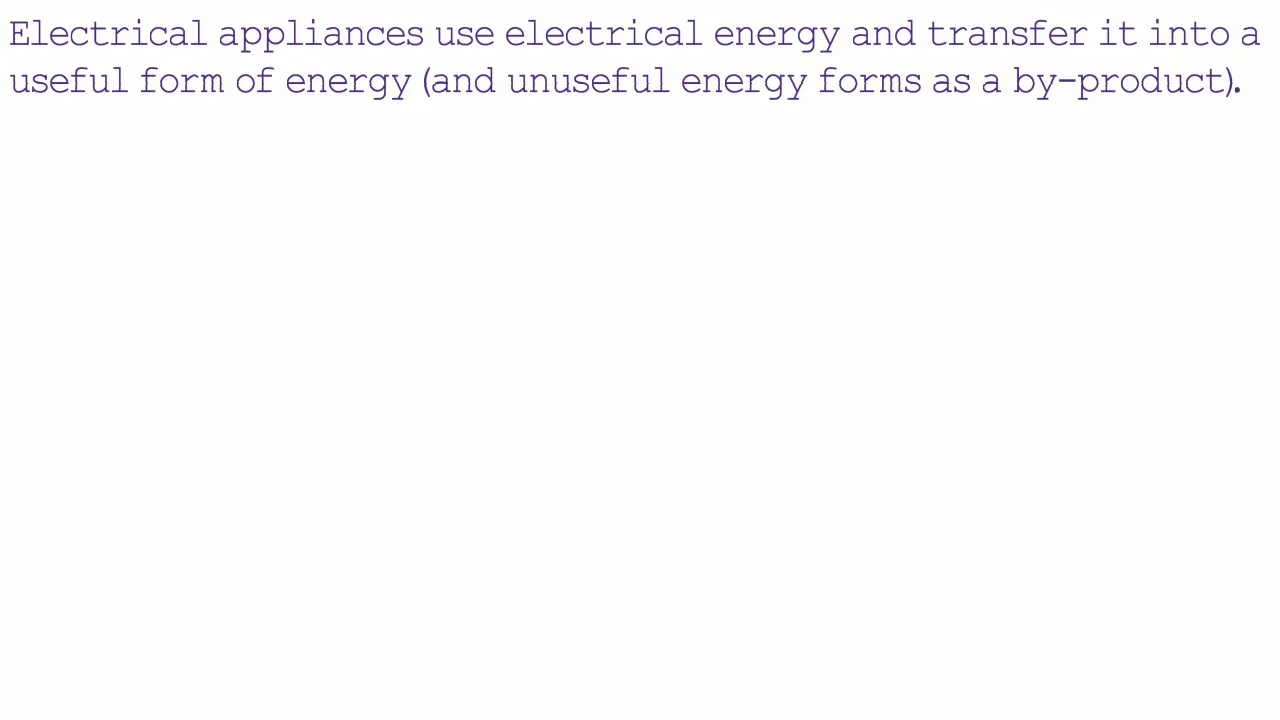 Electrical appliances use electrical energy and transfer it into a
useful form of energy (and unuseful energy forms as a by-product).